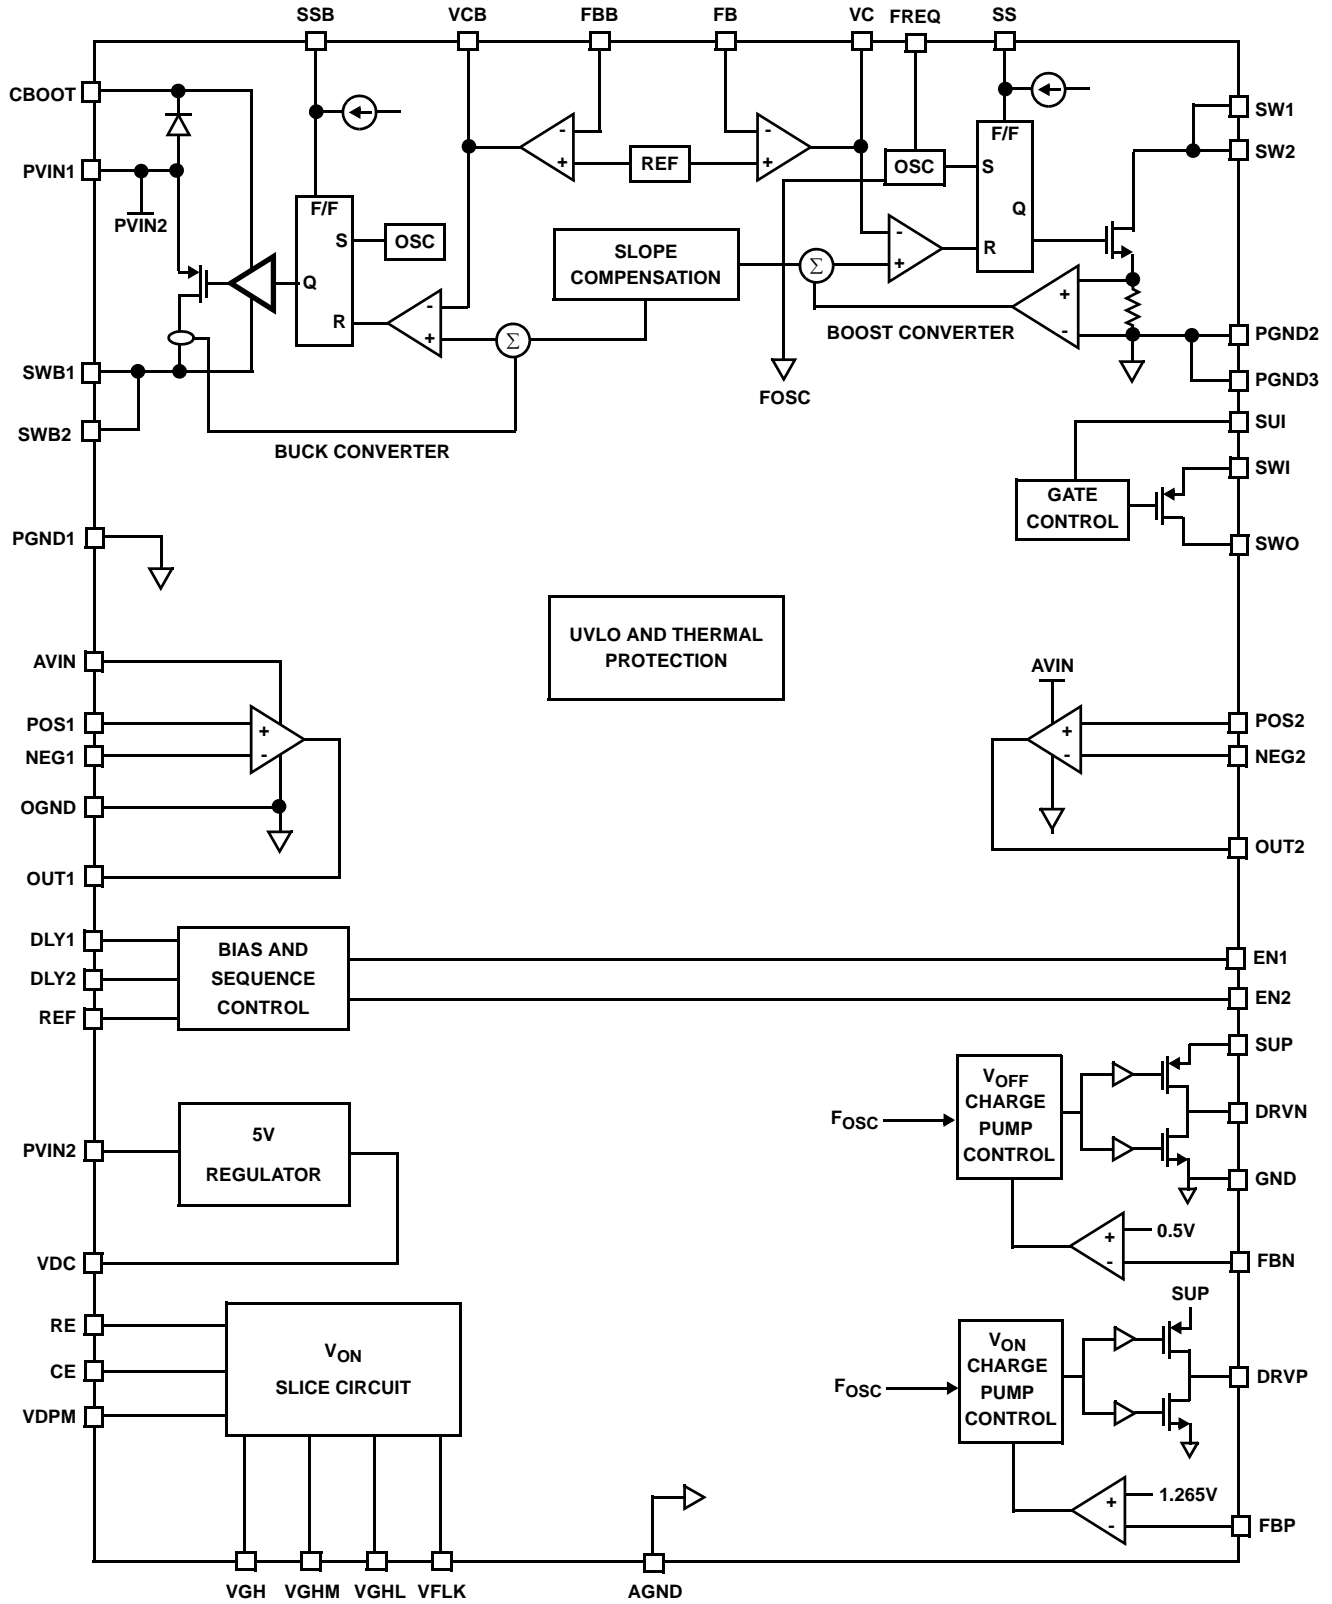 SSB VCB FBB FB VC FREQ SS
CBOOT
SW1
F/F
SW2
REF
OSC
S
PVIN1
PVIN2
F/F
Q
S
OSC
R
SLOPE
COMPENSATION
Σ
Q
R
Σ
BOOST CONVERTER
PGND2
SWB1
PGND3
FOSC
SUI
SWB2
BUCK CONVERTER
SWI
GATE
CONTROL
PGND1
SWO
UVLO AND THERMAL
PROTECTION
AVIN
AVIN
POS1
POS2
NEG1
NEG2
OGND
OUT2
OUT1
DLY1
BIAS AND
SEQUENCE
CONTROL
DLY2
REF
EN1
EN2
SUP
VOFF
CHARGE
PUMP
CONTROL
FOSC
DRVN
GND
5V
REGULATOR
PVIN2
0.5V
VDC
FBN
SUP
RE
VON
SLICE CIRCUIT
CE
VDPM
VON
CHARGE
PUMP
CONTROL
FOSC
DRVP
1.265V
FBP
VGH VGHM VGHL VFLK AGND